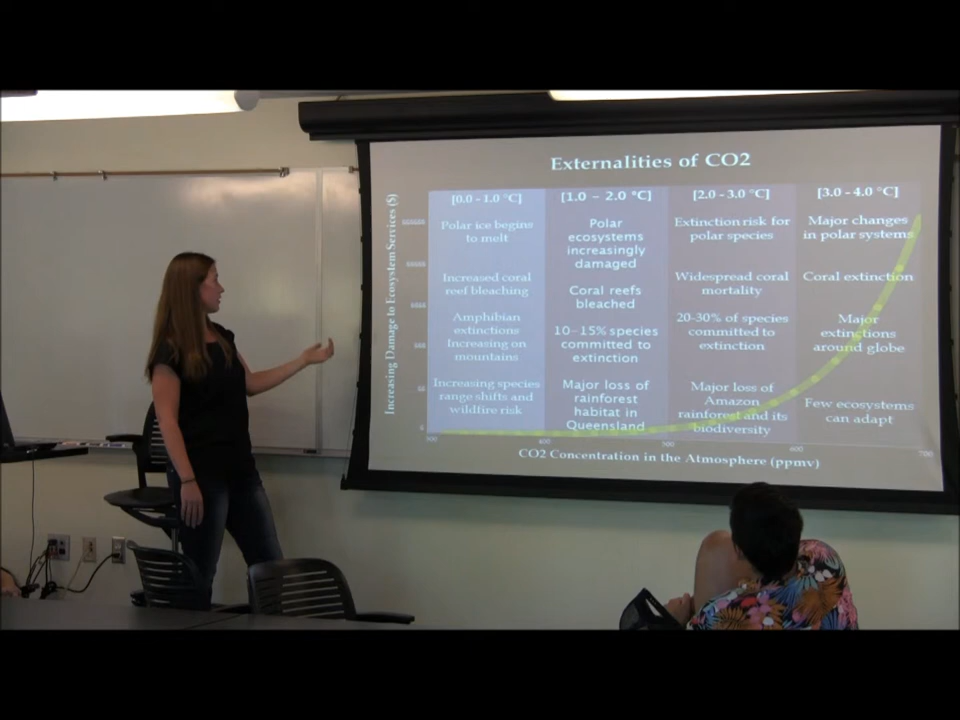 Externalities of CO2
Increasing Damage to Ecosystem Services ($)
[0.0 - 1.0 °C]
Polar ice begins
to melt
Increased coral
reef bleaching
Amphibian
extinctions
Increasing on
mountains
Increasing species
range shifts and
wildfire risk
[1.0 – 2.0 °C]
Polar
ecosystems
increasingly
damaged
Coral reefs
bleached
10–15% species
committed to
extinction
Major loss of
rainforest
habitat in
Queensland
[2.0 - 3.0 °C]
Extinction risk for
polar species
Widespread coral
mortality
20-30% of species
committed to
extinction
Major loss of
Amazon
rainforest and its
biodiversity
[3.0 - 4.0 °C]
Major changes
in polar systems
Coral extinction
Major
extinctions
around globe
Few ecosystems
can adapt
300 400 500 600 700
CO2 Concentration in the Atmosphere (ppmv)